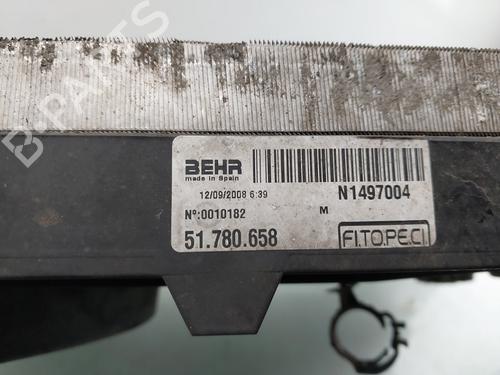 BEHR
made in Spain
12/09/2008 6:39
N1497004
Nº:0010182
M
51.780.658
FI.TO.PE.CI.
B-PARTS